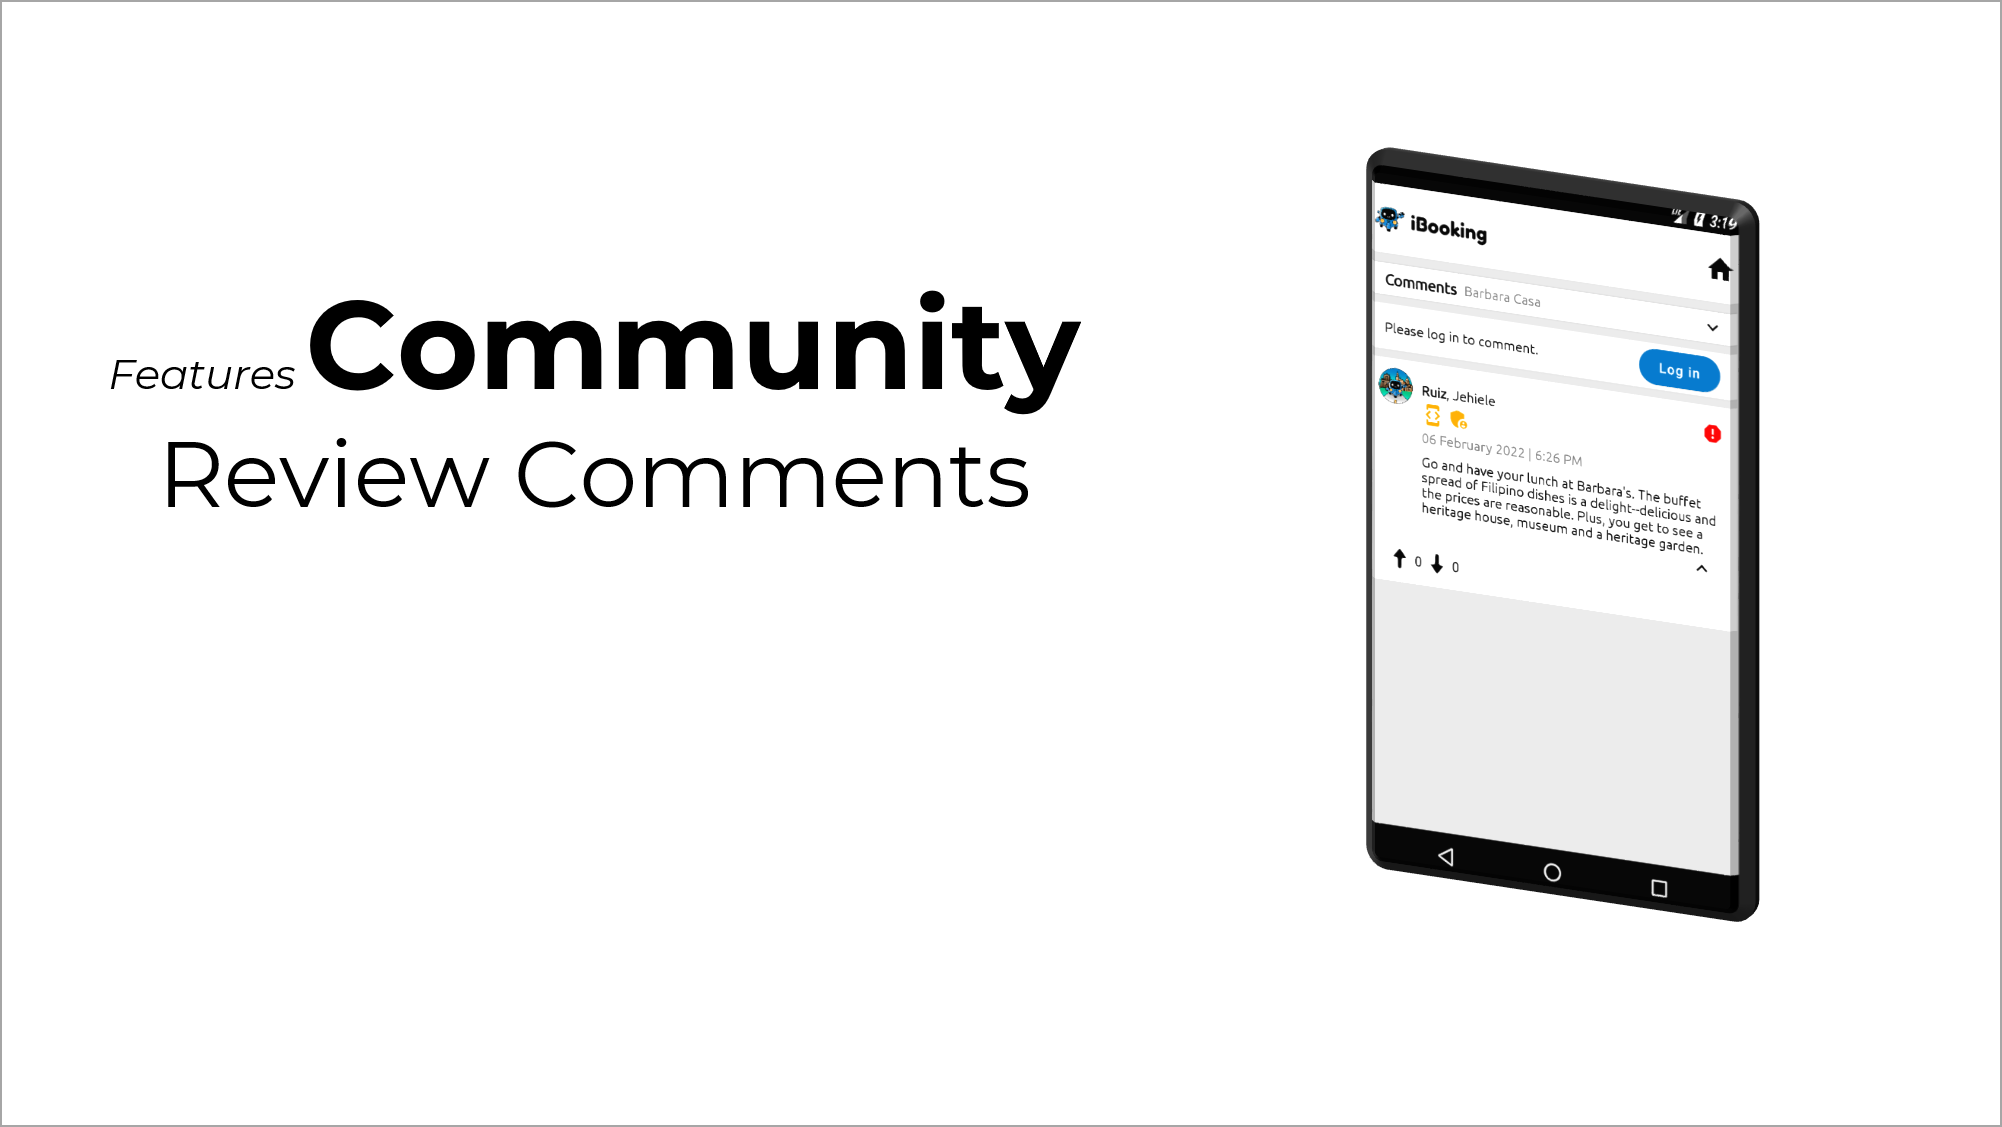 Features Community
Review Comments
LTE 3:19
iBooking
Comments Barbara Casa
Please log in to comment.
Log in
Ruiz, Jehiele
06 February 2022 | 6:26 PM
Go and have your lunch at Barbara's. The buffet
spread of Filipino dishes is a delight--delicious and
the prices are reasonable. Plus, you get to see a
heritage house, museum and a heritage garden.
0 0